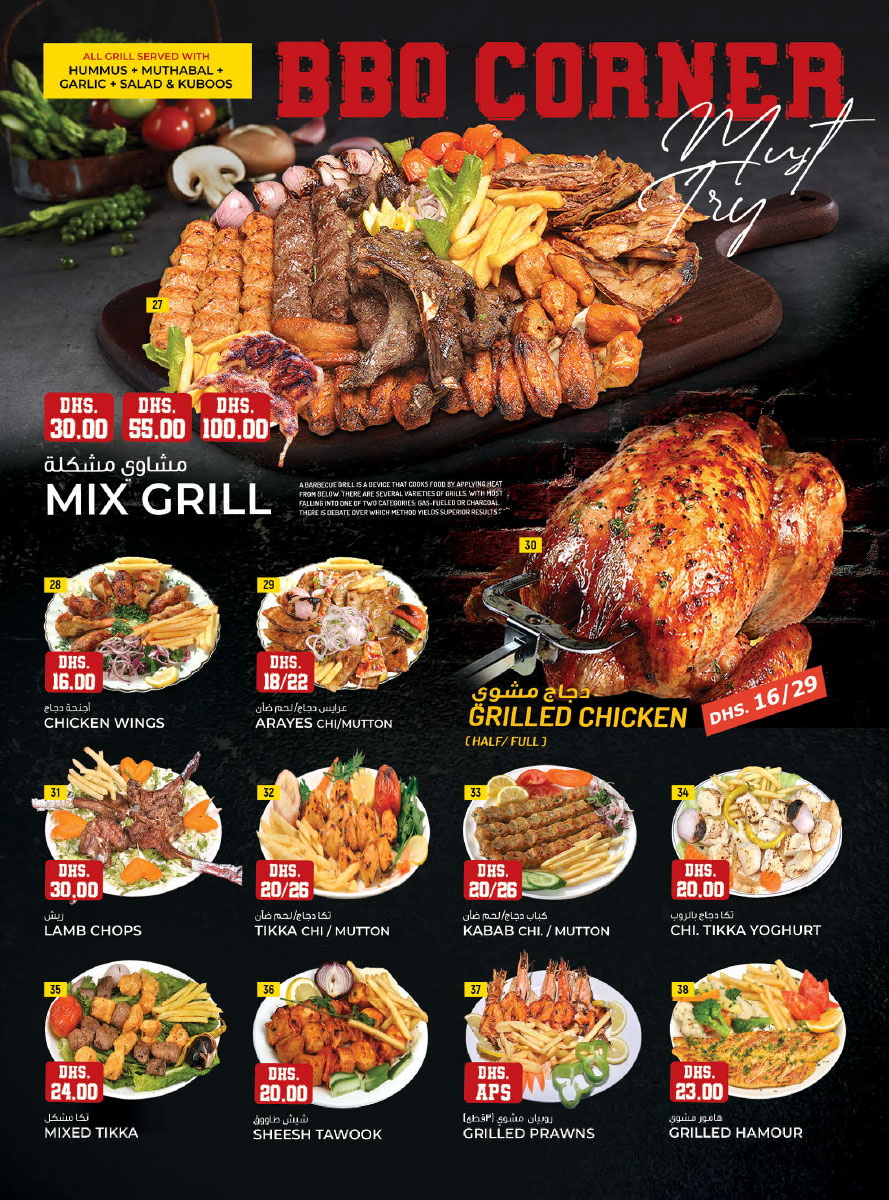 ALL GRILL SERVED WITH
HUMMUS + MUTHABAL +
GARLIC + SALAD & KUBOOS
BBQ CORNER
Must
Try
27
DHS.
30.00
DHS.
55.00
DHS.
100.00
مشاوي مشكلة
MIX GRILL
A BARBECUE GRILL IS A DEVICE THAT COOKS FOOD BY APPLYING HEAT
FROM BELOW. THERE ARE SEVERAL VARIETIES OF GRILLS, WITH MOST
FALLING INTO ONE OF TWO CATEGORIES: GAS-FUELED OR CHARCOAL.
THERE IS DEBATE OVER WHICH METHOD YIELDS SUPERIOR RESULTS.
28
DHS.
16.00
أجنحة دجاج
CHICKEN WINGS
29
DHS.
18/22
عرايس دجاج/لحم ضأن
ARAYES CHI/MUTTON
30
دجاج مشوي
GRILLED CHICKEN
(HALF/ FULL)
DHS. 16/29
31
DHS.
30.00
ريش
LAMB CHOPS
32
DHS.
20/26
تكا دجاج/لحم ضأن
TIKKA CHI / MUTTON
33
DHS.
20/26
كباب دجاج/لحم ضأن
KABAB CHI. / MUTTON
34
DHS.
20.00
تكا دجاج بالروب
CHI. TIKKA YOGHURT
35
DHS.
24.00
تكا مشكل
MIXED TIKKA
36
DHS.
20.00
شيش طاووق
SHEESH TAWOOK
37
DHS.
APS
روبيان مشوي (٣قطع)
GRILLED PRAWNS
38
DHS.
23.00
هامور مشوي
GRILLED HAMOUR